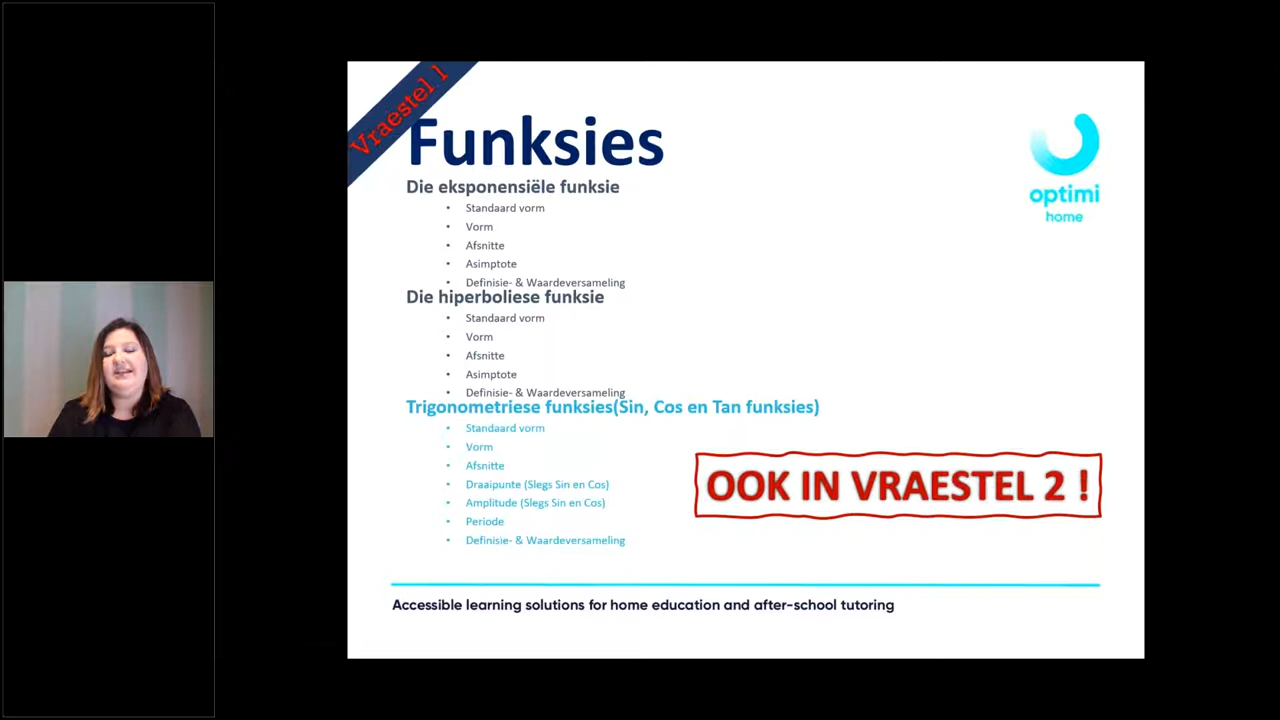 Vraestel 1
Funksies
Die eksponensiële funksie
• Standaard vorm
• Vorm
• Afsnitte
• Asimptote
• Definisie- & Waardeversameling
Die hiperboliese funksie
• Standaard vorm
• Vorm
• Afsnitte
• Asimptote
• Definisie- & Waardeversameling
Trigonometriese funksies(Sin, Cos en Tan funksies)
• Standaard vorm
• Vorm
• Afsnitte
• Draaipunte (Slegs Sin en Cos)
• Amplitude (Slegs Sin en Cos)
• Periode
• Definisie- & Waardeversameling
optimi
home
OOK IN VRAESTEL 2 !
Accessible learning solutions for home education and after-school tutoring